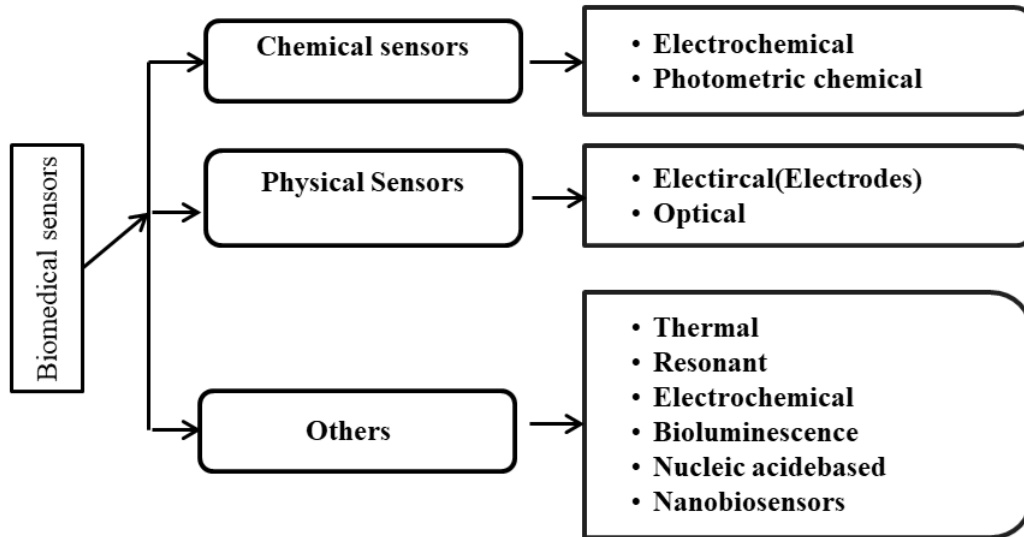 Biomedical sensors
Chemical sensors
• Electrochemical
• Photometric chemical
Physical Sensors
• Electircal(Electrodes)
• Optical
Others
• Thermal
• Resonant
• Electrochemical
• Bioluminescence
• Nucleic acidebased
• Nanobiosensors